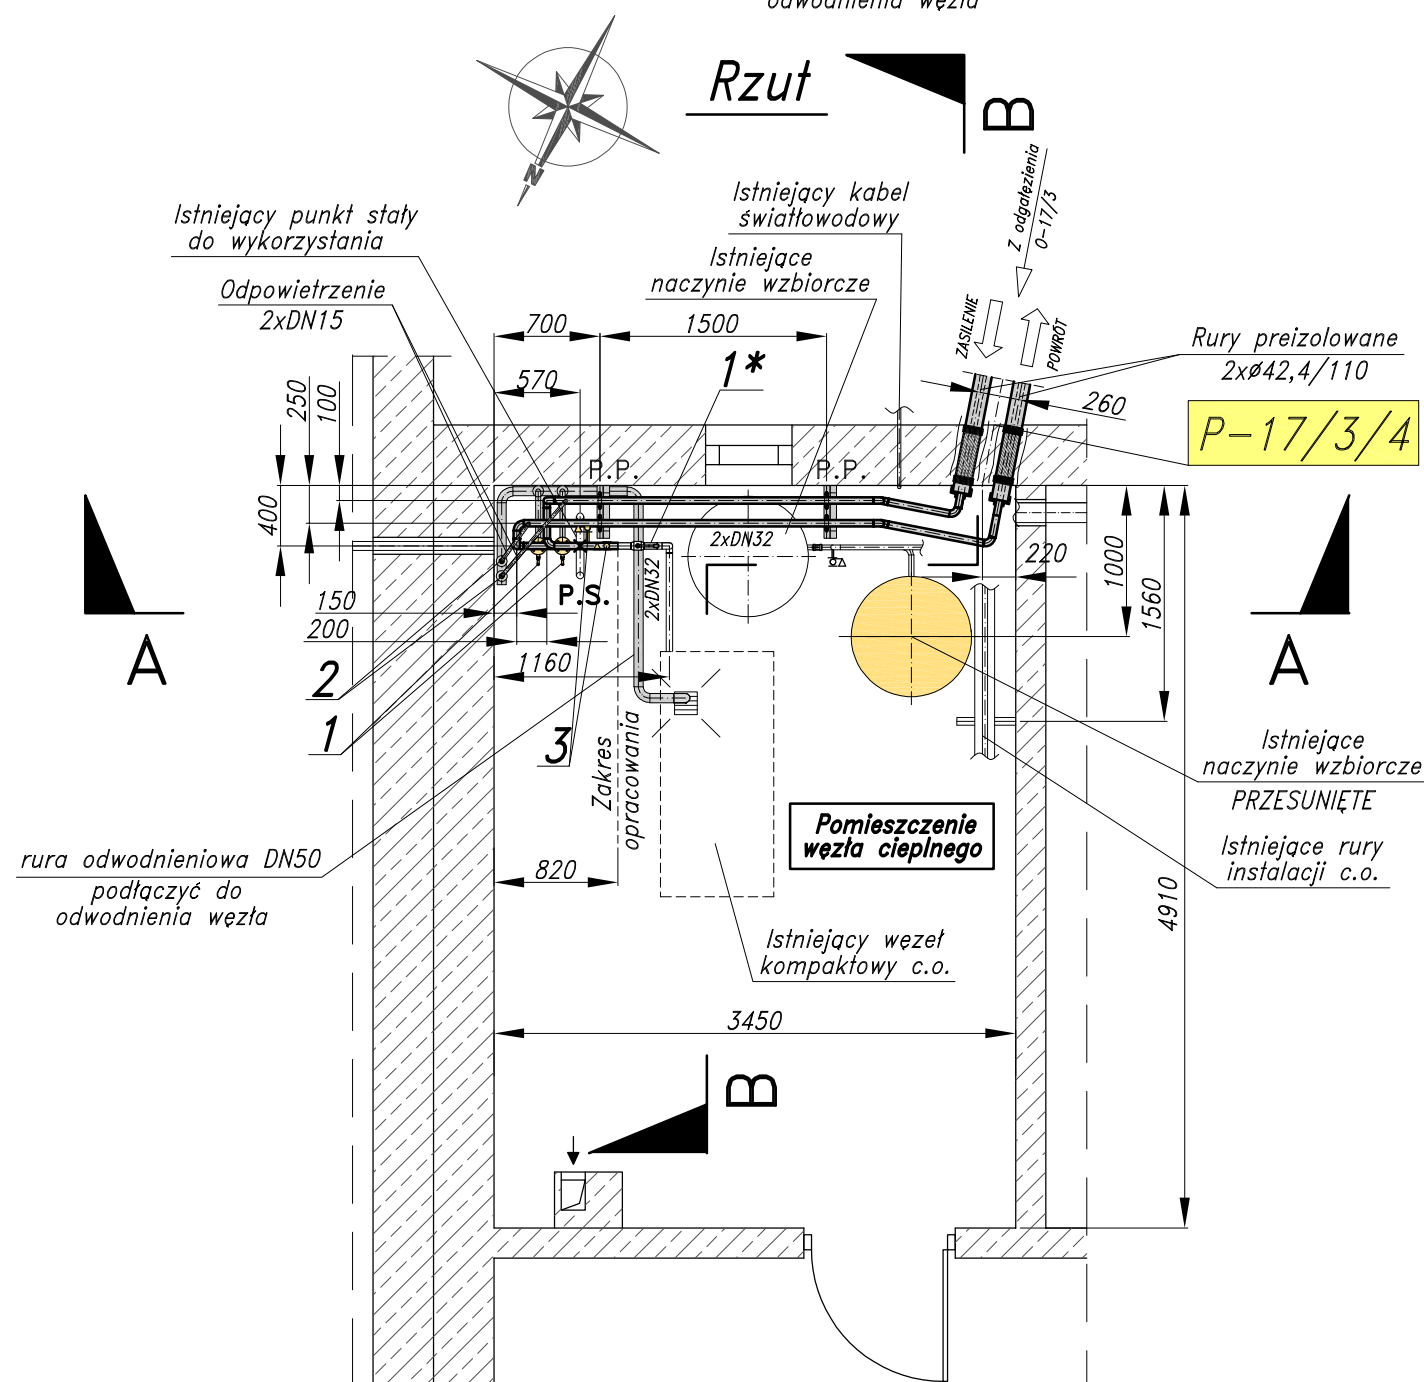 odwodnienia węzła
Rzut
B
N
Z odgałęzienia
0-17/3
Istniejący kabel
światłowodowy
Istniejący punkt stały
do wykorzystania
Istniejące
naczynie wzbiorcze
Odpowietrzenie
2xDN15
ZASILENIE
POWRÓT
Rury preizolowane
2xø42,4/110
P-17/3/4
700
1500
1*
570
260
250
100
400
P.P.
P.P.
2xDN32
2xDN32
220
1000
1560
P.S.
150
200
1160
A
A
2
1
3
Zakres
opracowania
Istniejące
naczynie wzbiorcze
PRZESUNIĘTE
Pomieszczenie
węzła cieplnego
Istniejące rury
instalacji c.o.
rura odwodnieniowa DN50
podłączyć do
odwodnienia węzła
820
4910
Istniejący węzeł
kompaktowy c.o.
3450
B